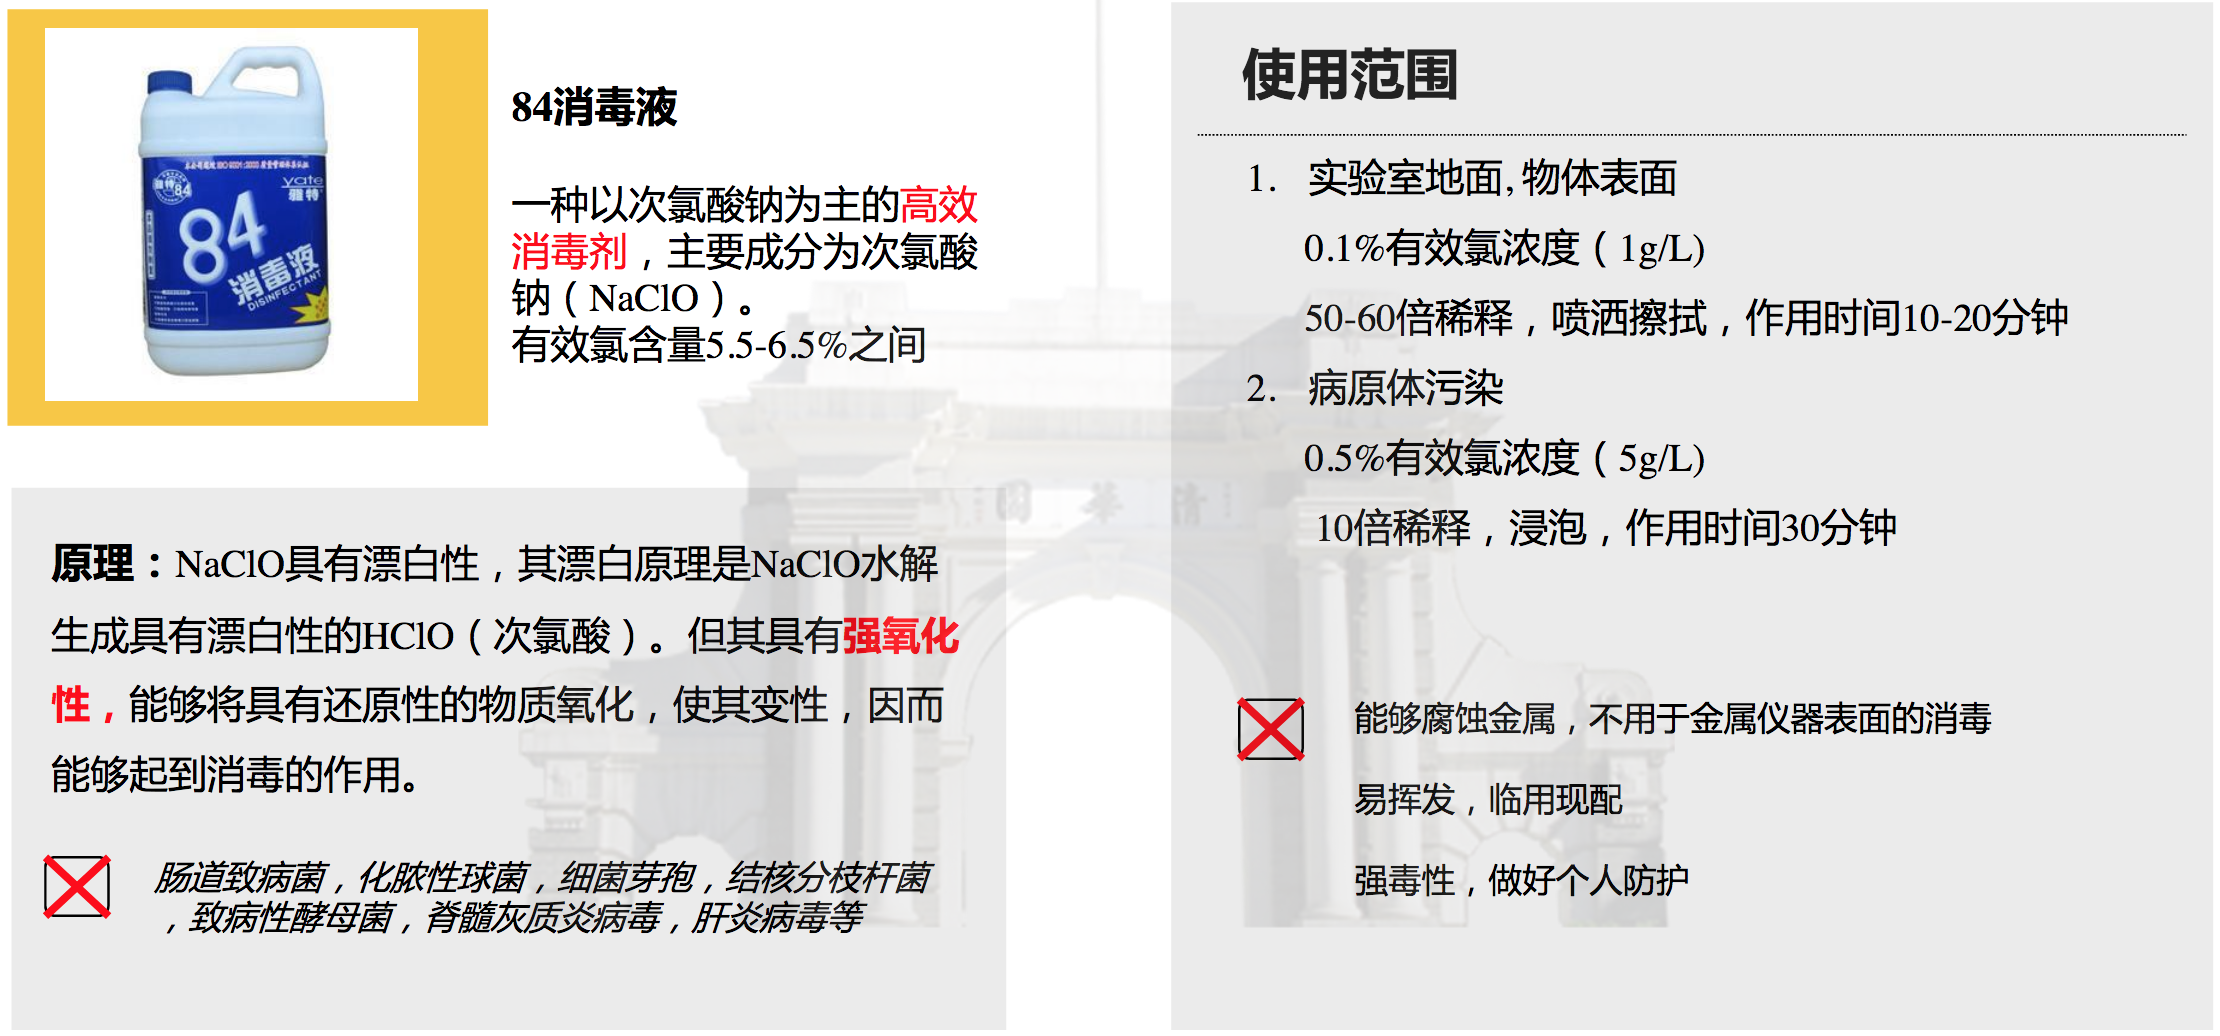 84消毒液
一种以次氯酸钠为主的高效
消毒剂，主要成分为次氯酸
钠（NaClO）。
有效氯含量5.5-6.5%之间
yate
雅特
84
消毒液
DISINFECTANT
原理：NaClO具有漂白性，其漂白原理是NaClO水解
生成具有漂白性的HClO（次氯酸）。但其具有强氧化
性，能够将具有还原性的物质氧化，使其变性，因而
能够起到消毒的作用。
肠道致病菌，化脓性球菌，细菌芽孢，结核分枝杆菌
，致病性酵母菌，脊髓灰质炎病毒，肝炎病毒等
使用范围
1. 实验室地面,物体表面
0.1%有效氯浓度（1g/L)
50-60倍稀释，喷洒擦拭，作用时间10-20分钟
2. 病原体污染
0.5%有效氯浓度（5g/L)
10倍稀释，浸泡，作用时间30分钟
能够腐蚀金属，不用于金属仪器表面的消毒
易挥发，临用现配
强毒性，做好个人防护
園 華 清